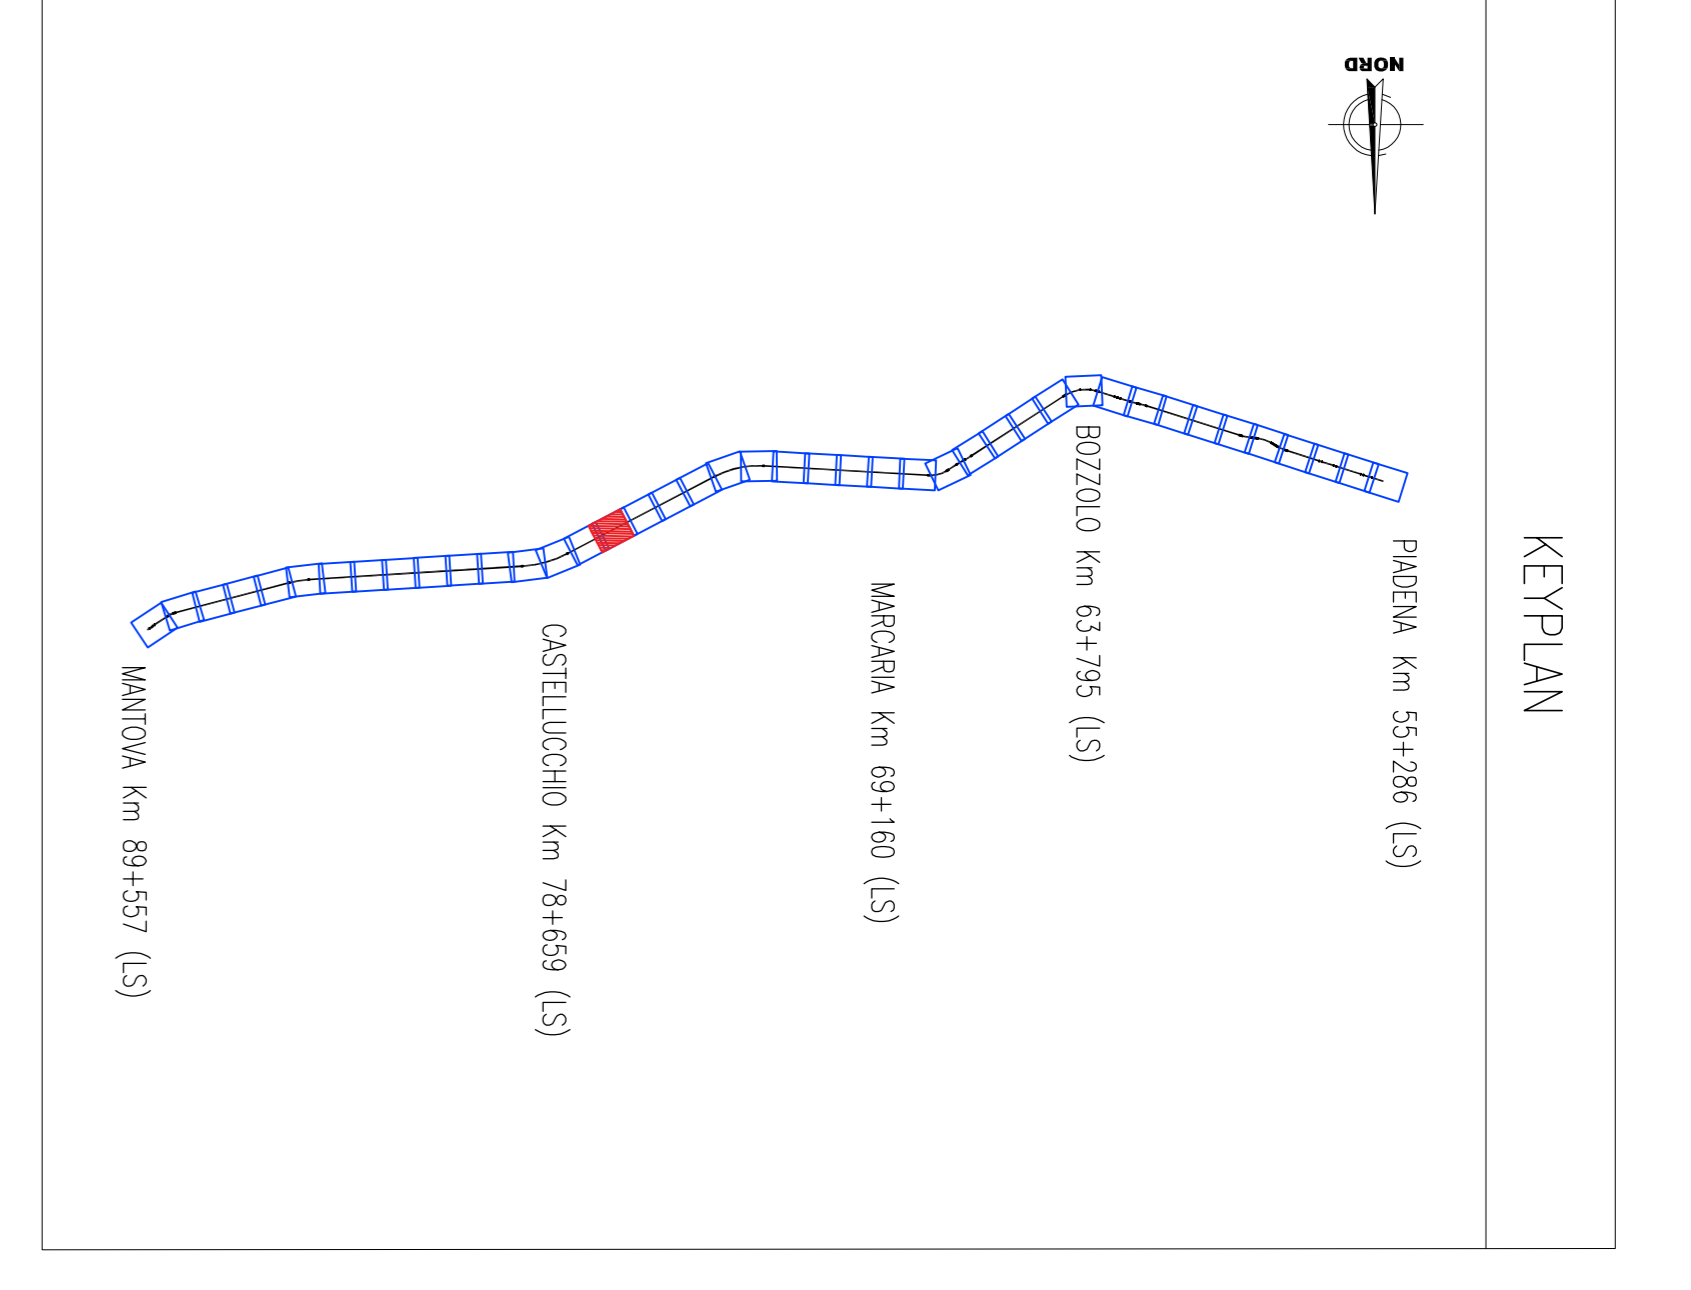 KEYPLAN
NORD
PIADENA Km 55+286 (LS)
BOZZOLO Km 63+795 (LS)
MARCARIA Km 69+160 (LS)
CASTELLUCCHIO Km 78+659 (LS)
MANTOVA Km 89+557 (LS)